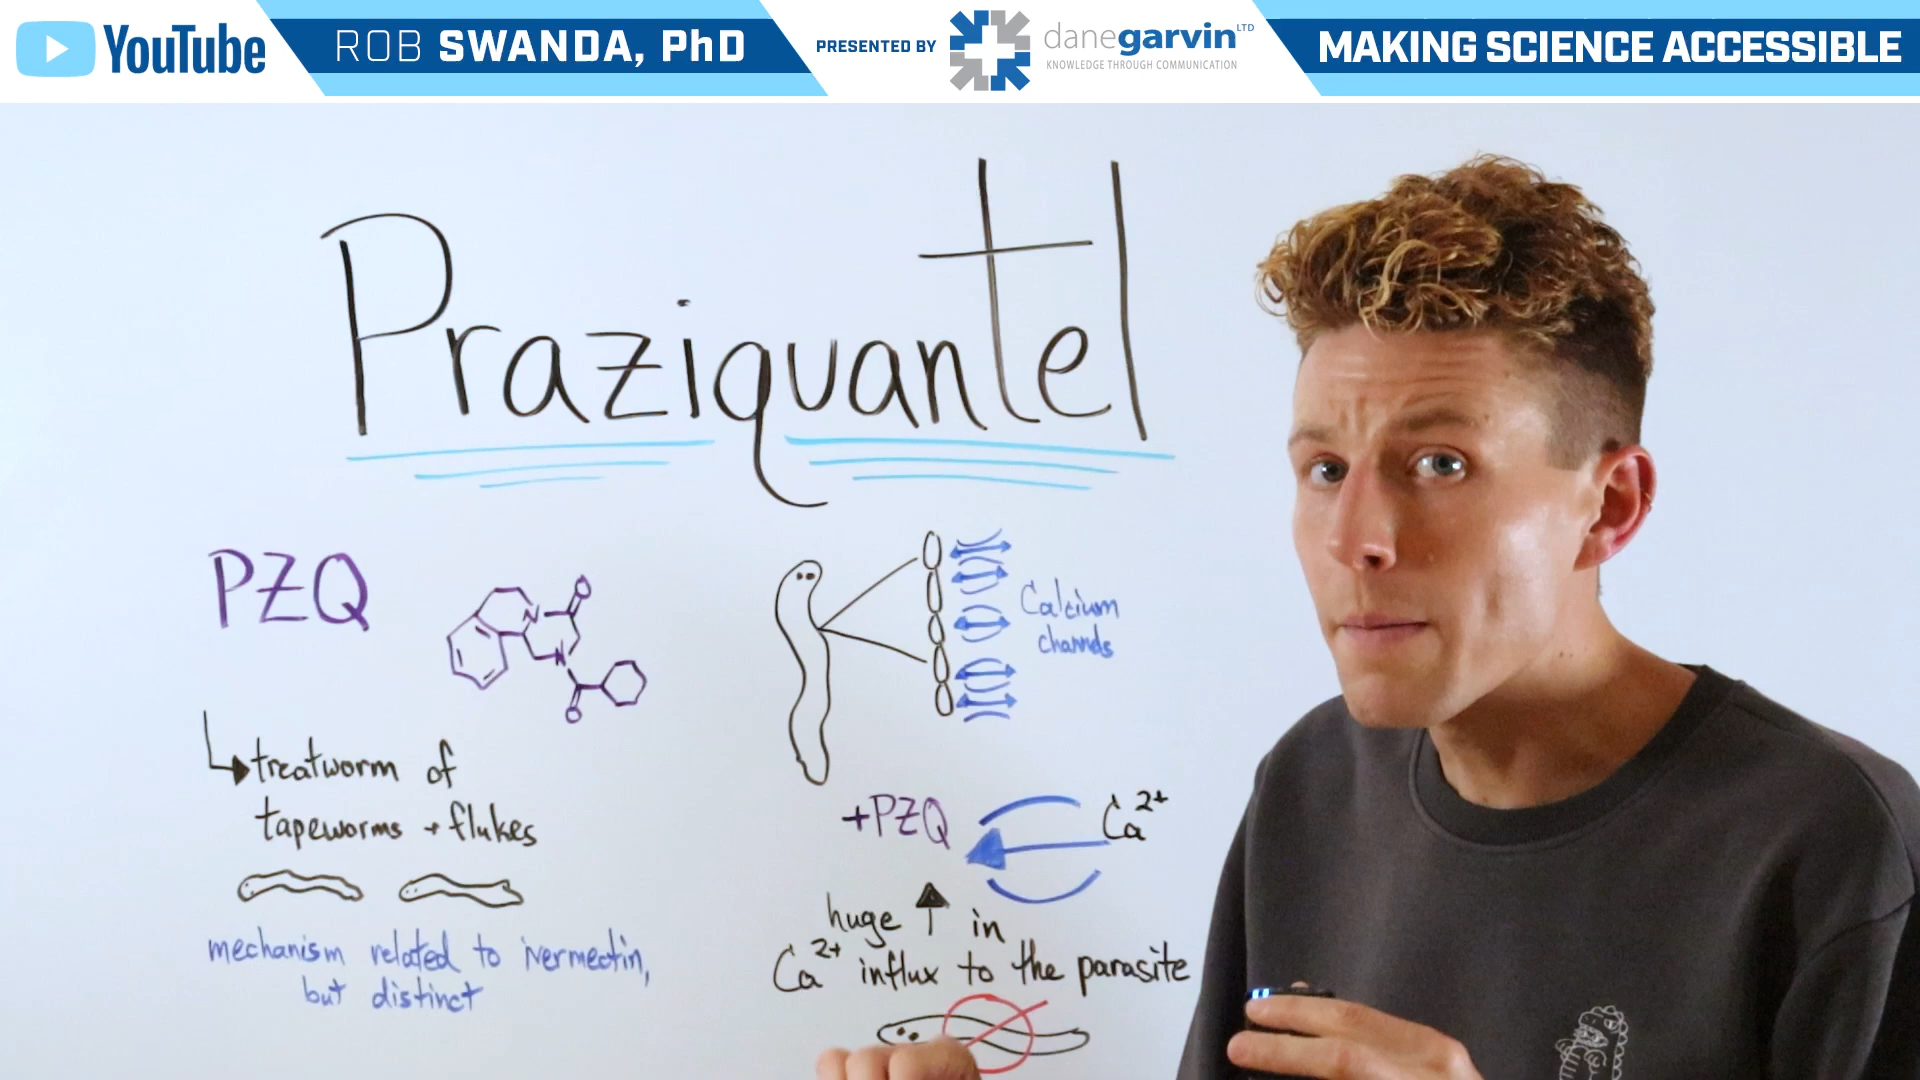 YouTube
ROB SWANDA, PhD
PRESENTED BY
danegarvin LTD
KNOWLEDGE THROUGH COMMUNICATION
MAKING SCIENCE ACCESSIBLE
Praziquantel
PZQ
N
O
N
O
treatworm of
tapeworms + flukes
mechanism related to ivermectin,
but distinct
Calcium
channels
+PZQ
Ca2+
huge ↑ in
Ca2+ influx to the parasite